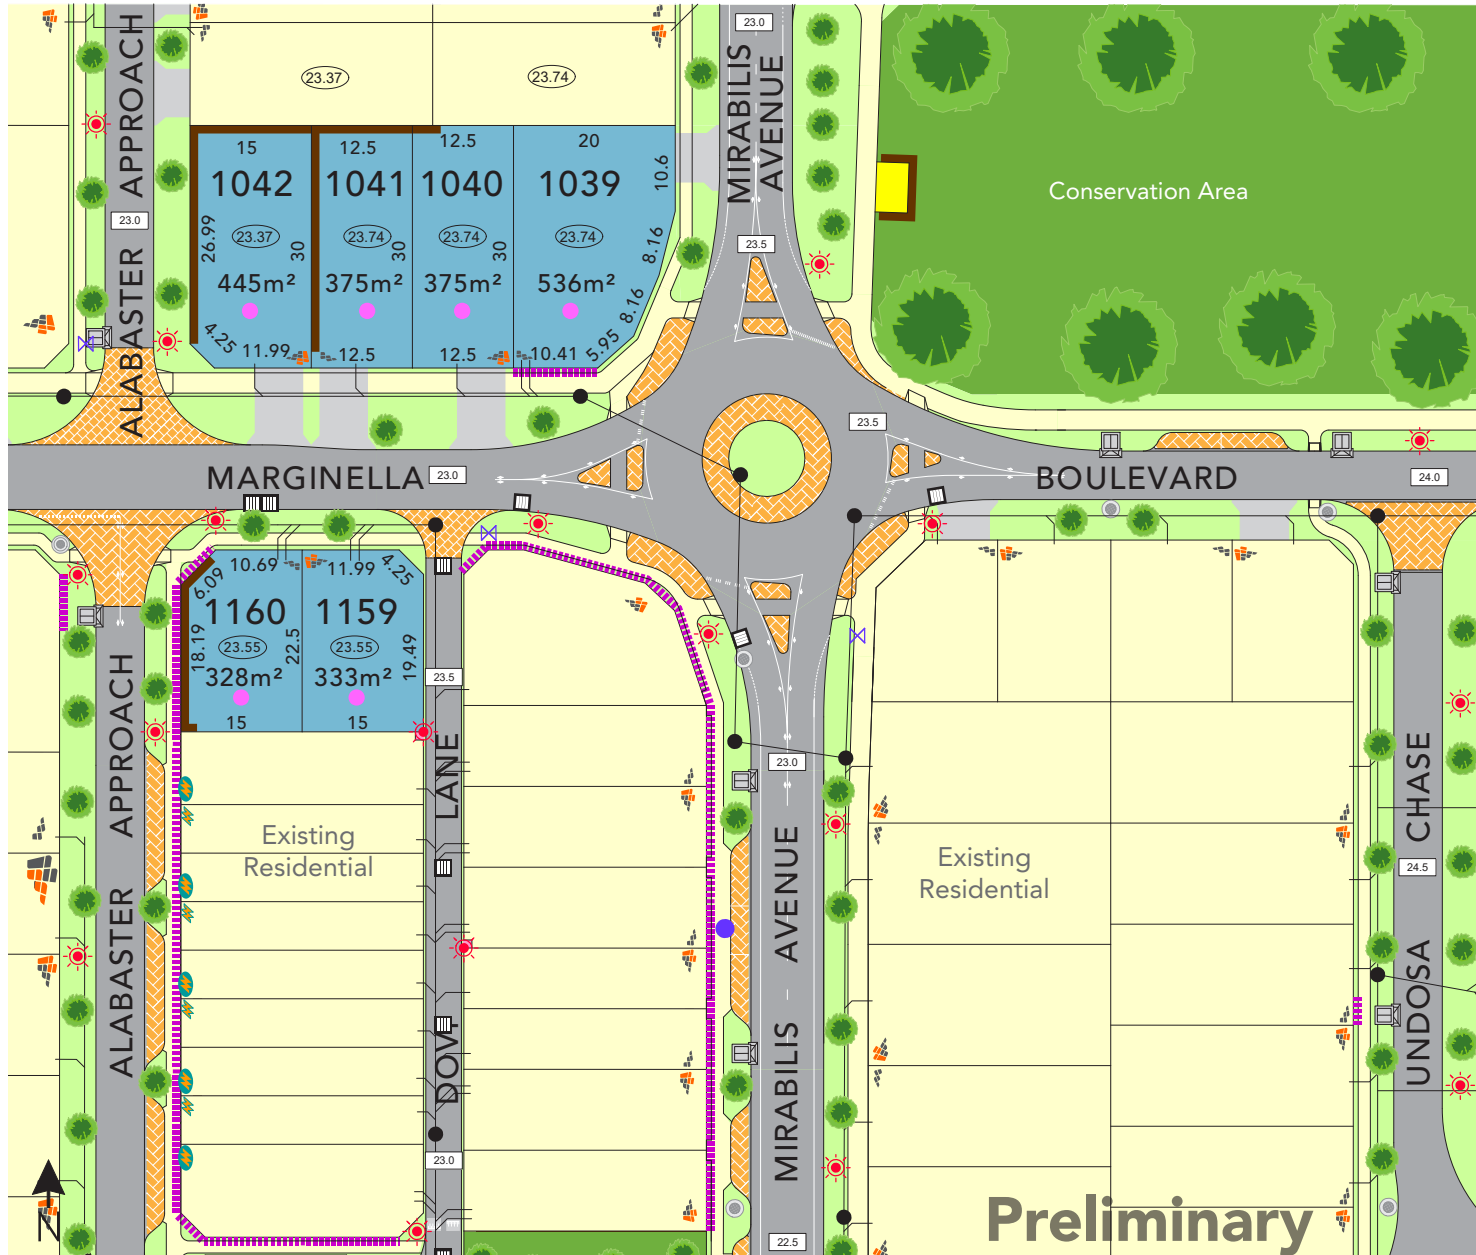 ALABASTER APPROACH
MIRABILIS
AVENUE
23.0
23.37
23.74
15
12.5
12.5
20
10.6
1042
1041
1040
1039
Conservation Area
23.0
26.99
23.37
30
23.74
30
23.74
30
23.74
8.16
23.5
445m²
375m²
375m²
536m²
8.16
4.25
11.99
12.5
12.5
10.41
5.95
23.5
MARGINELLA
23.0
BOULEVARD
24.0
6.09
10.69
11.99
4.25
1160
1159
18.19
23.55
22.5
23.55
19.49
328m²
333m²
23.5
15
15
ALABASTER APPROACH
LANE
23.0
UNDOSA CHASE
Existing
Residential
Existing
Residential
24.5
ALABASTER
MIRABILIS AVENUE
MIRABILIS
23.0
N
Preliminary
22.5